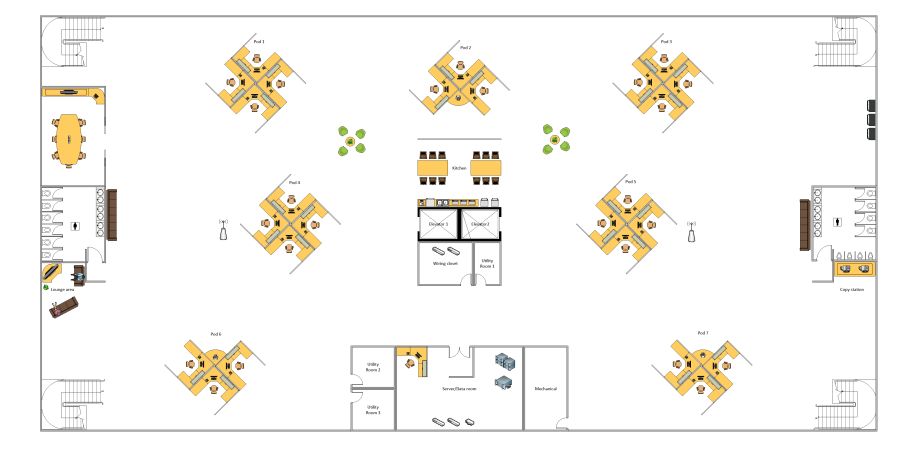 Pod 1
Pod 2
Pod 3
Kitchen
Pod 4
Pod 5
Elevator 1
Elevator 2
Wiring closet
Utility
Room 1
Lounge area
Copy station
Pod 6
Pod 7
Utility
Room 2
Server/Data room
Mechanical
Utility
Room 3